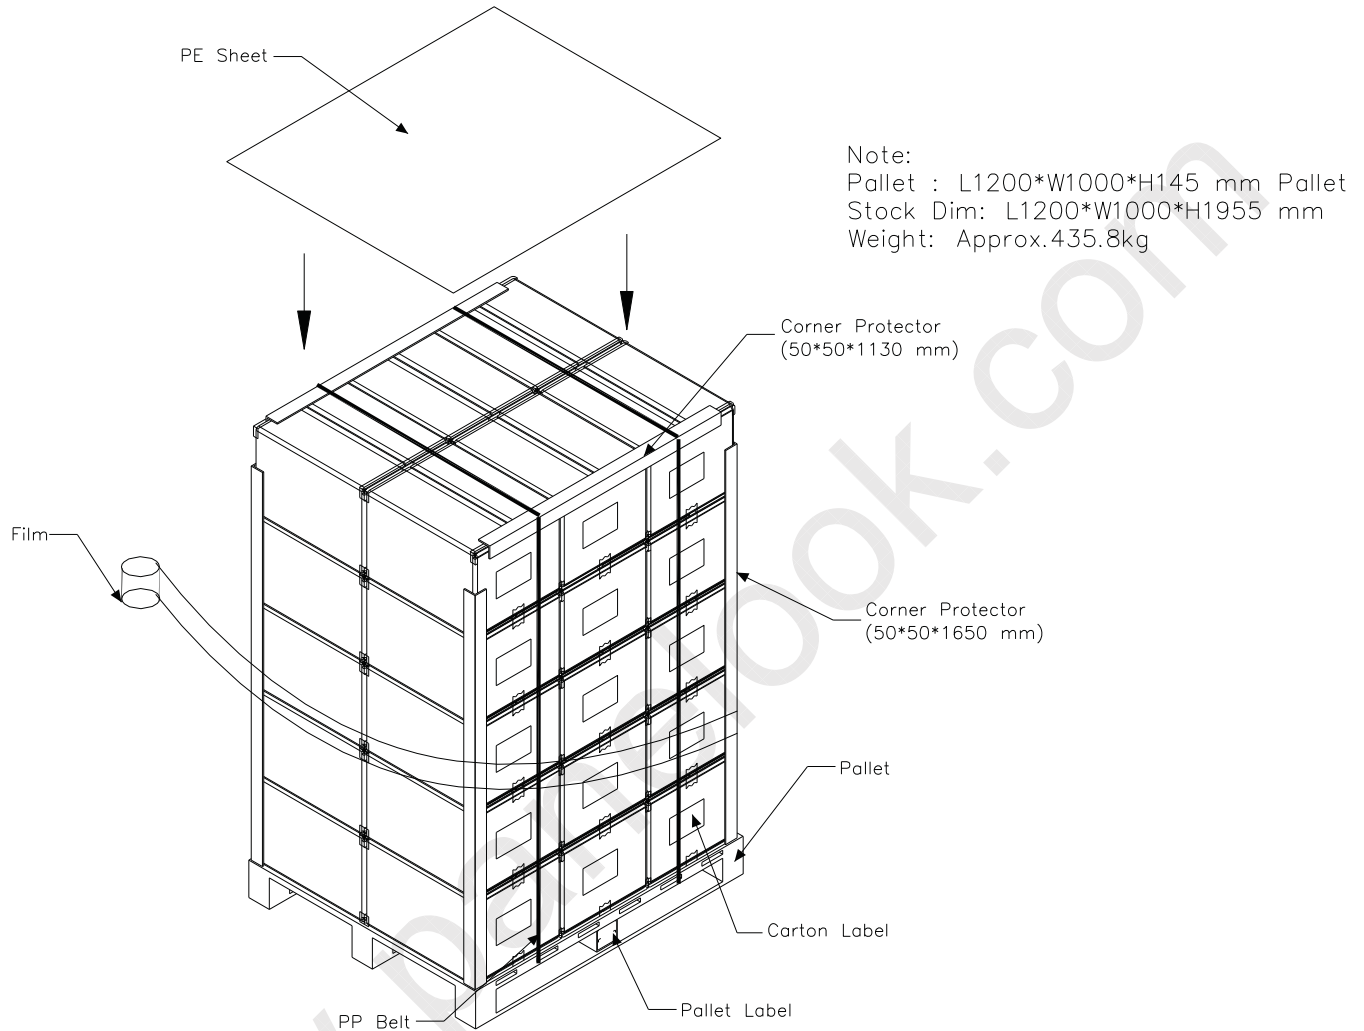 PE Sheet
Note:
Pallet : L1200*W1000*H145 mm Pallet
Stock Dim: L1200*W1000*H1955 mm
Weight: Approx.435.8kg
Corner Protector
(50*50*1130 mm)
Film
Corner Protector
(50*50*1650 mm)
Pallet
Carton Label
Pallet Label
PP Belt
panelook.com